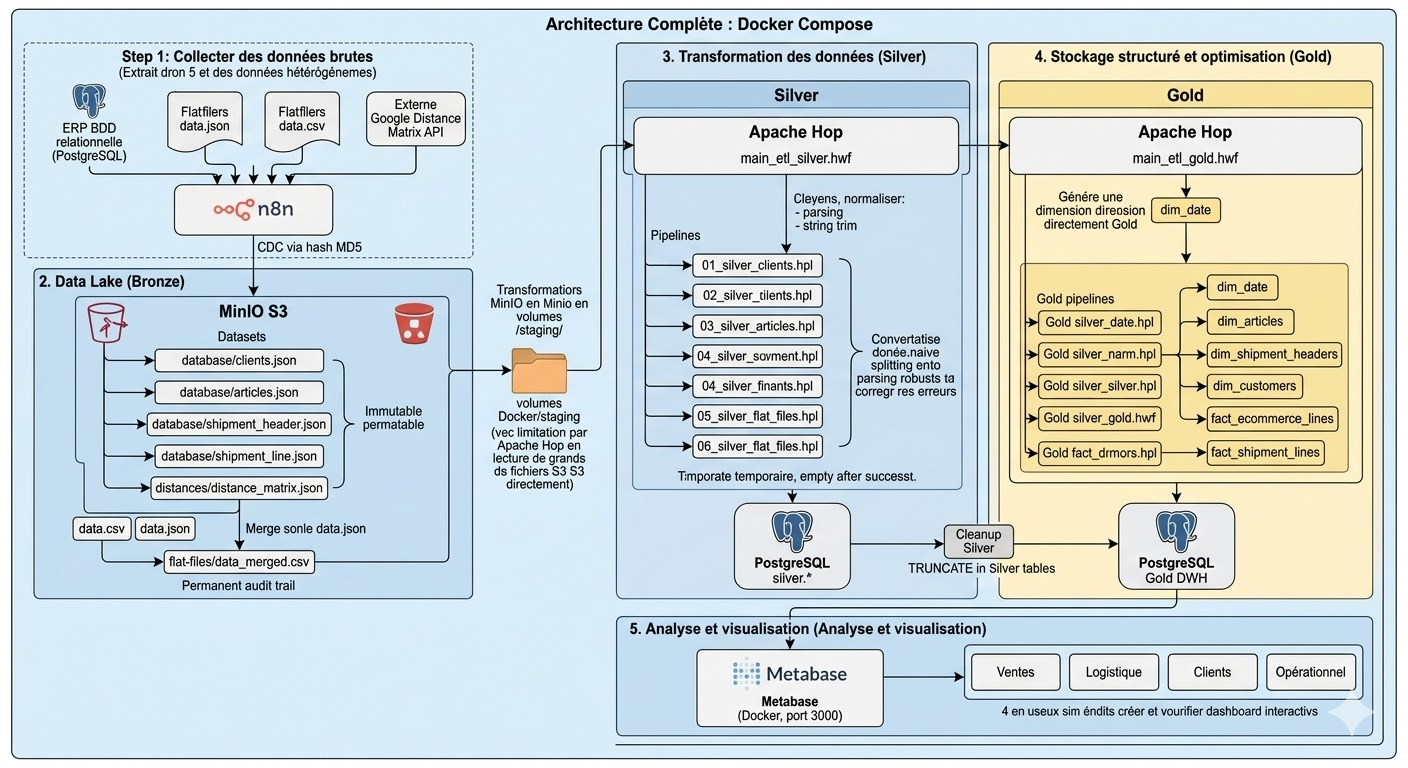 Architecture Complète : Docker Compose
Step 1: Collecter des données brutes
(Extrait dron 5 et des données hétérógênemes)
ERP BDD
relationnelle
(PostgreSQL)
Flatfilers
data.json
Flatfilers
data.csv
Externe
Google Distance
Matrix API
n8n
CDC via hash MD5
2. Data Lake (Bronze)
MinIO S3
Datasets
database/clients.json
database/articles.json
database/shipment_header.json
database/shipment_line.json
distances/distance_matrix.json
Immutable
permatable
data.csv
data.json
Merge sonle data.json
flat-files/data_merged.csv
Permanent audit trail
Transformatiors
MinIO en Minio en
volumes
/staging/
volumes
Docker/staging
(vec limitation par
Apache Hop en
lecture de grands
ds fichiers S3 S3
directement)
3. Transformation des données (Silver)
Silver
Apache Hop
main_etl_silver.hwf
Cleyens, normaliser:
- parsing
- string trim
Pipelines
01_silver_clients.hpl
02_silver_tilents.hpl
03_silver_articles.hpl
04_silver_sovment.hpl
04_silver_finants.hpl
05_silver_flat_files.hpl
06_silver_flat_files.hpl
Convertatise
donée.naive
splitting ento
parsing robusts ta
corregr res erreurs
Timporate temporaire, empty after successt.
PostgreSQL
siiver.*
Cleanup
Silver
TRUNCATE in Silver tables
4. Stockage structuré et optimisation (Gold)
Gold
Apache Hop
main_etl_gold.hwf
Génére une
dimension dirension
directement Gold
dim_date
Gold pipelines
Gold silver_date.hpl
Gold silver_narm.hpl
Gold silver_silver.hpl
Gold silver_gold.hwf
Gold fact_drmors.hpl
dim_date
dim_articles
dim_shipment_headers
dim_customers
fact_ecommerce_lines
fact_shipment_lines
PostgreSQL
Gold DWH
5. Analyse et visualisation (Analyse et visualisation)
Metabase
Metabase
(Docker, port 3000)
Ventes
Logistique
Clients
Opérationnel
4 en useux sim éndits créer et vourifier dashboard interactivs